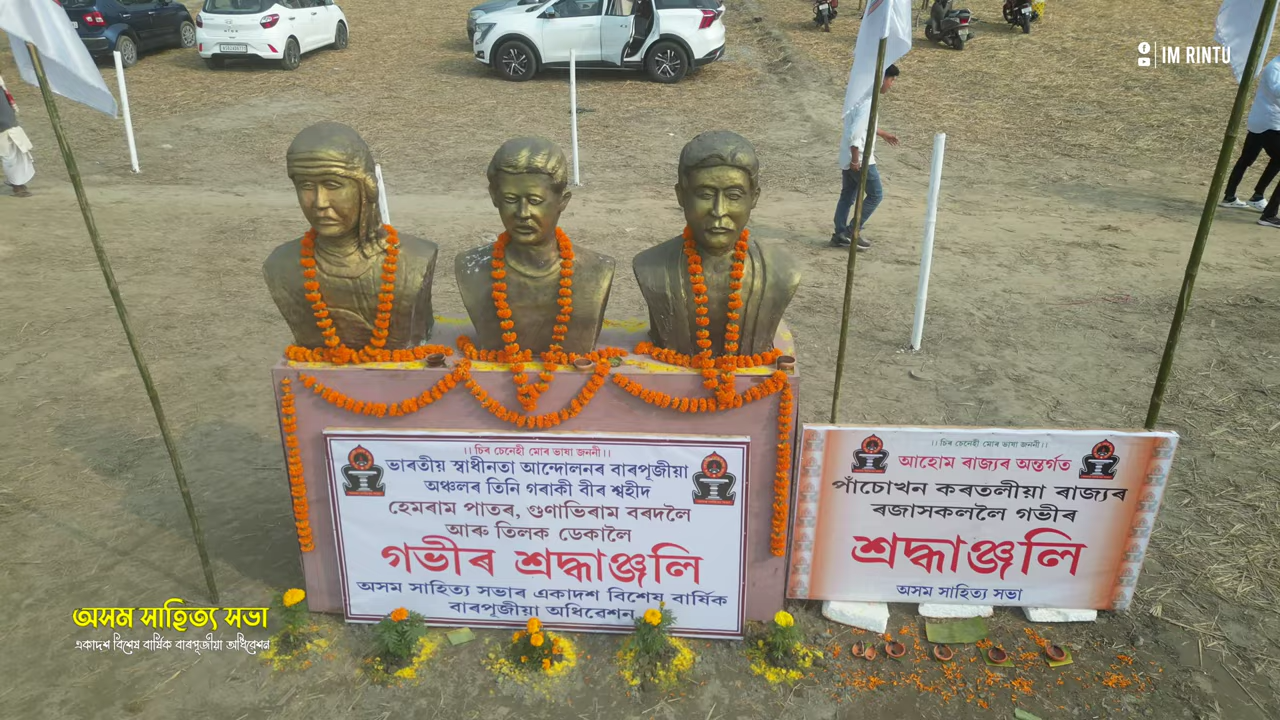 IM RINTU
।। চিৰ চেনেহী মোৰ ভাষা জননী ।।
ভাৰতীয় স্বাধীনতা আন্দোলনৰ বাৰপূজীয়া
অঞ্চলৰ তিনি গৰাকী বীৰ শ্বহীদ
হেমৰাম পাতৰ, গুণাভিৰাম বৰদলৈ
আৰু তিলক ডেকালৈ
গভীৰ শ্ৰদ্ধাঞ্জলি
অসম সাহিত্য সভাৰ একাদশ বিশেষ বাৰ্ষিক
বাৰপূজীয়া অধিৱেশন
।। চিৰ চেনেহী মোৰ ভাষা জননী ।।
আহোম ৰাজ্যৰ অন্তৰ্গত
পাঁচোখন কৰতলীয়া ৰাজ্যৰ
ৰজাসকললৈ গভীৰ
শ্ৰদ্ধাঞ্জলি
অসম সাহিত্য সভা
অসম সাহিত্য সভা
একাদশ বিশেষ বাৰ্ষিক বাৰপূজীয়া অধিৱেশন